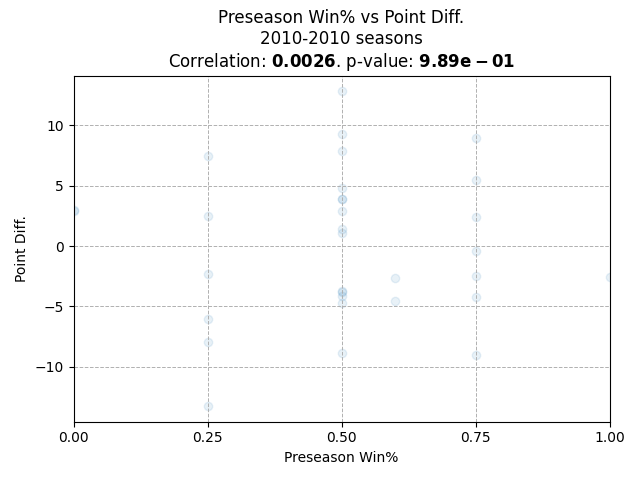 Preseason Win% vs Point Diff.
2010-2010 seasons
Correlation: 0.0026. p-value: 9.89e − 01
10
5
0
−5
−10
Point Diff.
0.00 0.25 0.50 0.75 1.00
Preseason Win%